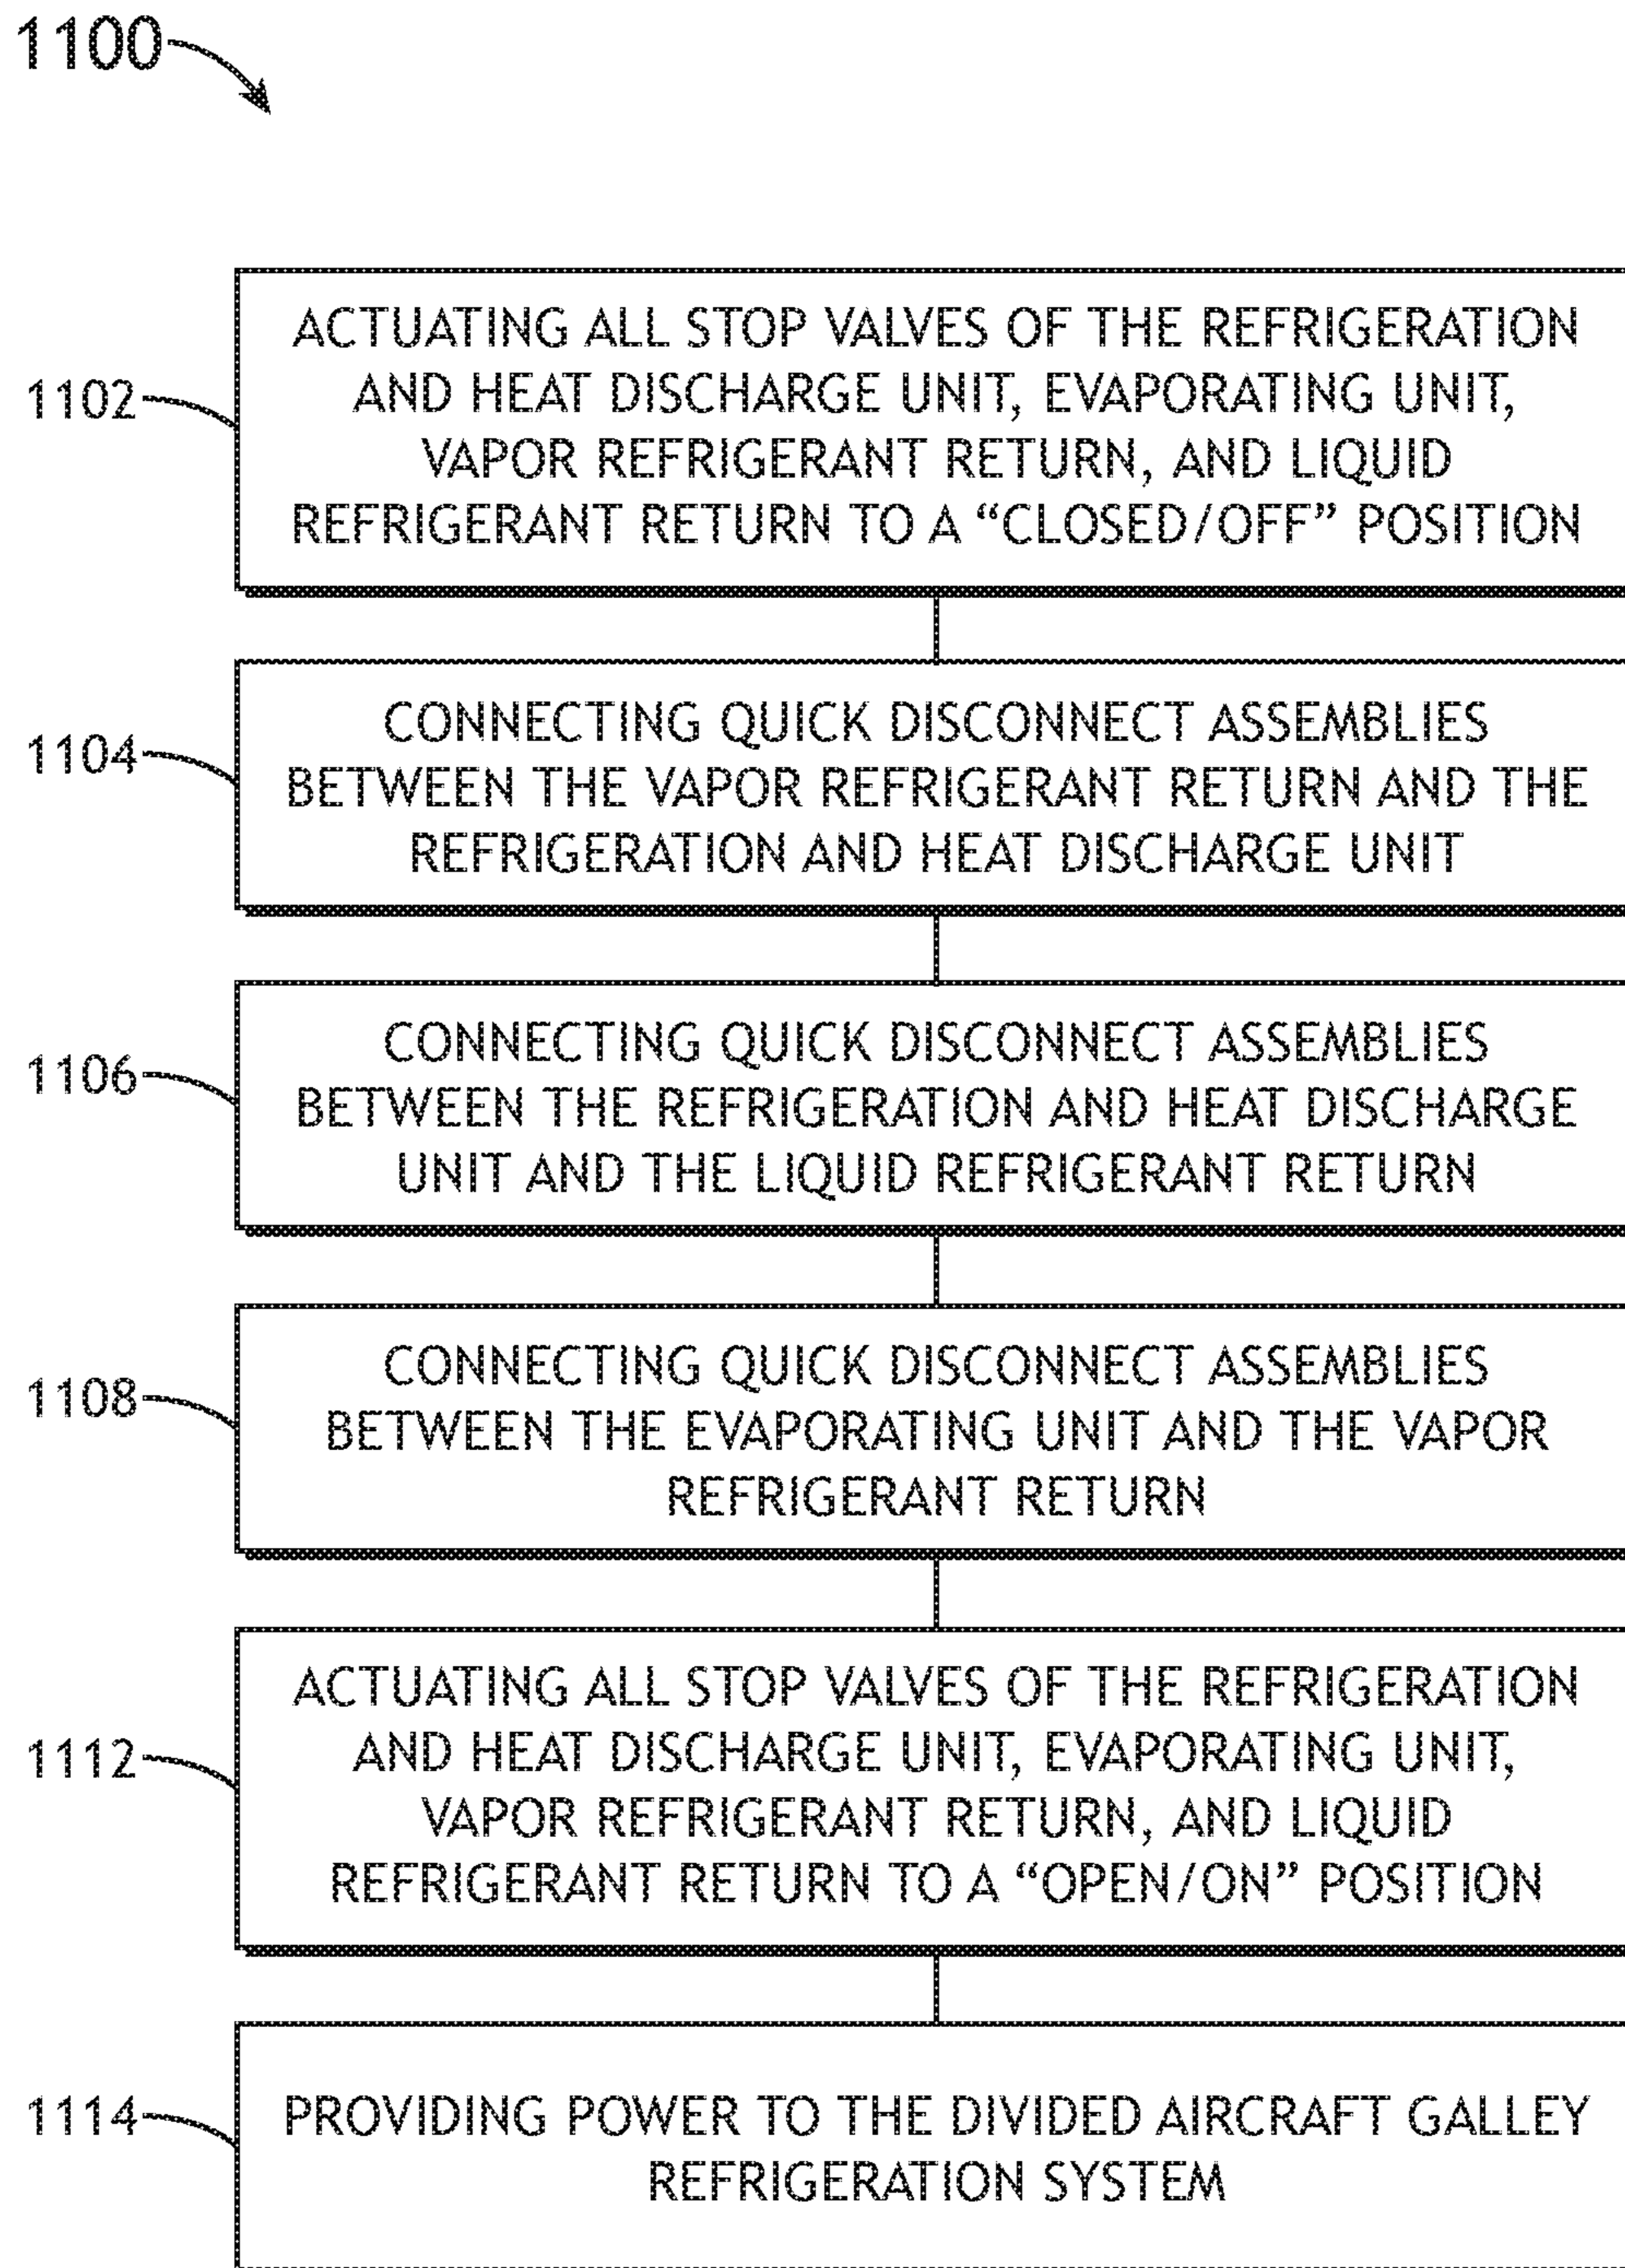 1100
1102
ACTUATING ALL STOP VALVES OF THE REFRIGERATION
AND HEAT DISCHARGE UNIT, EVAPORATING UNIT,
VAPOR REFRIGERANT RETURN, AND LIQUID
REFRIGERANT RETURN TO A “CLOSED/OFF” POSITION
1104
CONNECTING QUICK DISCONNECT ASSEMBLIES
BETWEEN THE VAPOR REFRIGERANT RETURN AND THE
REFRIGERATION AND HEAT DISCHARGE UNIT
1106
CONNECTING QUICK DISCONNECT ASSEMBLIES
BETWEEN THE REFRIGERATION AND HEAT DISCHARGE
UNIT AND THE LIQUID REFRIGERANT RETURN
1108
CONNECTING QUICK DISCONNECT ASSEMBLIES
BETWEEN THE EVAPORATING UNIT AND THE VAPOR
REFRIGERANT RETURN
1112
ACTUATING ALL STOP VALVES OF THE REFRIGERATION
AND HEAT DISCHARGE UNIT, EVAPORATING UNIT,
VAPOR REFRIGERANT RETURN, AND LIQUID
REFRIGERANT RETURN TO A “OPEN/ON” POSITION
1114
PROVIDING POWER TO THE DIVIDED AIRCRAFT GALLEY
REFRIGERATION SYSTEM